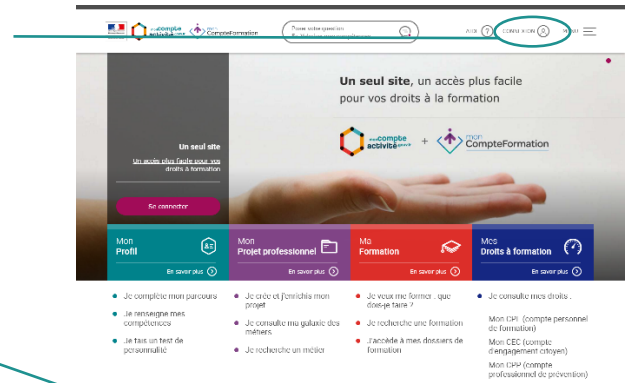 mon compte activité
mon CompteFormation
Poser votre question
CONNEXION
MENU
Un seul site, un accès plus facile
pour vos droits à la formation
compte activité + mon CompteFormation
Un seul site
Un accès plus facile pour vos
droits à formation
Se connecter
Mon
Profil
En savoir plus
Mon
Projet professionnel
En savoir plus
Ma
Formation
En savoir plus
Mes
Droits à formation
En savoir plus
Je complète mon parcours
Je renseigne mes
compétences
Je fais un test de
personnalité
Je crée et j'enrichis mon
projet
Je consulte ma galaxie des
métiers
Je recherche un métier
Je veux me former : que
dois-je faire ?
Je recherche une formation
J'accède à mes dossiers de
formation
Je consulte mes droits :
Mon CPF (compte personnel
de formation)
Mon CEC (compte
d'engagement citoyen)
Mon CPP (compte
professionnel de prévention)